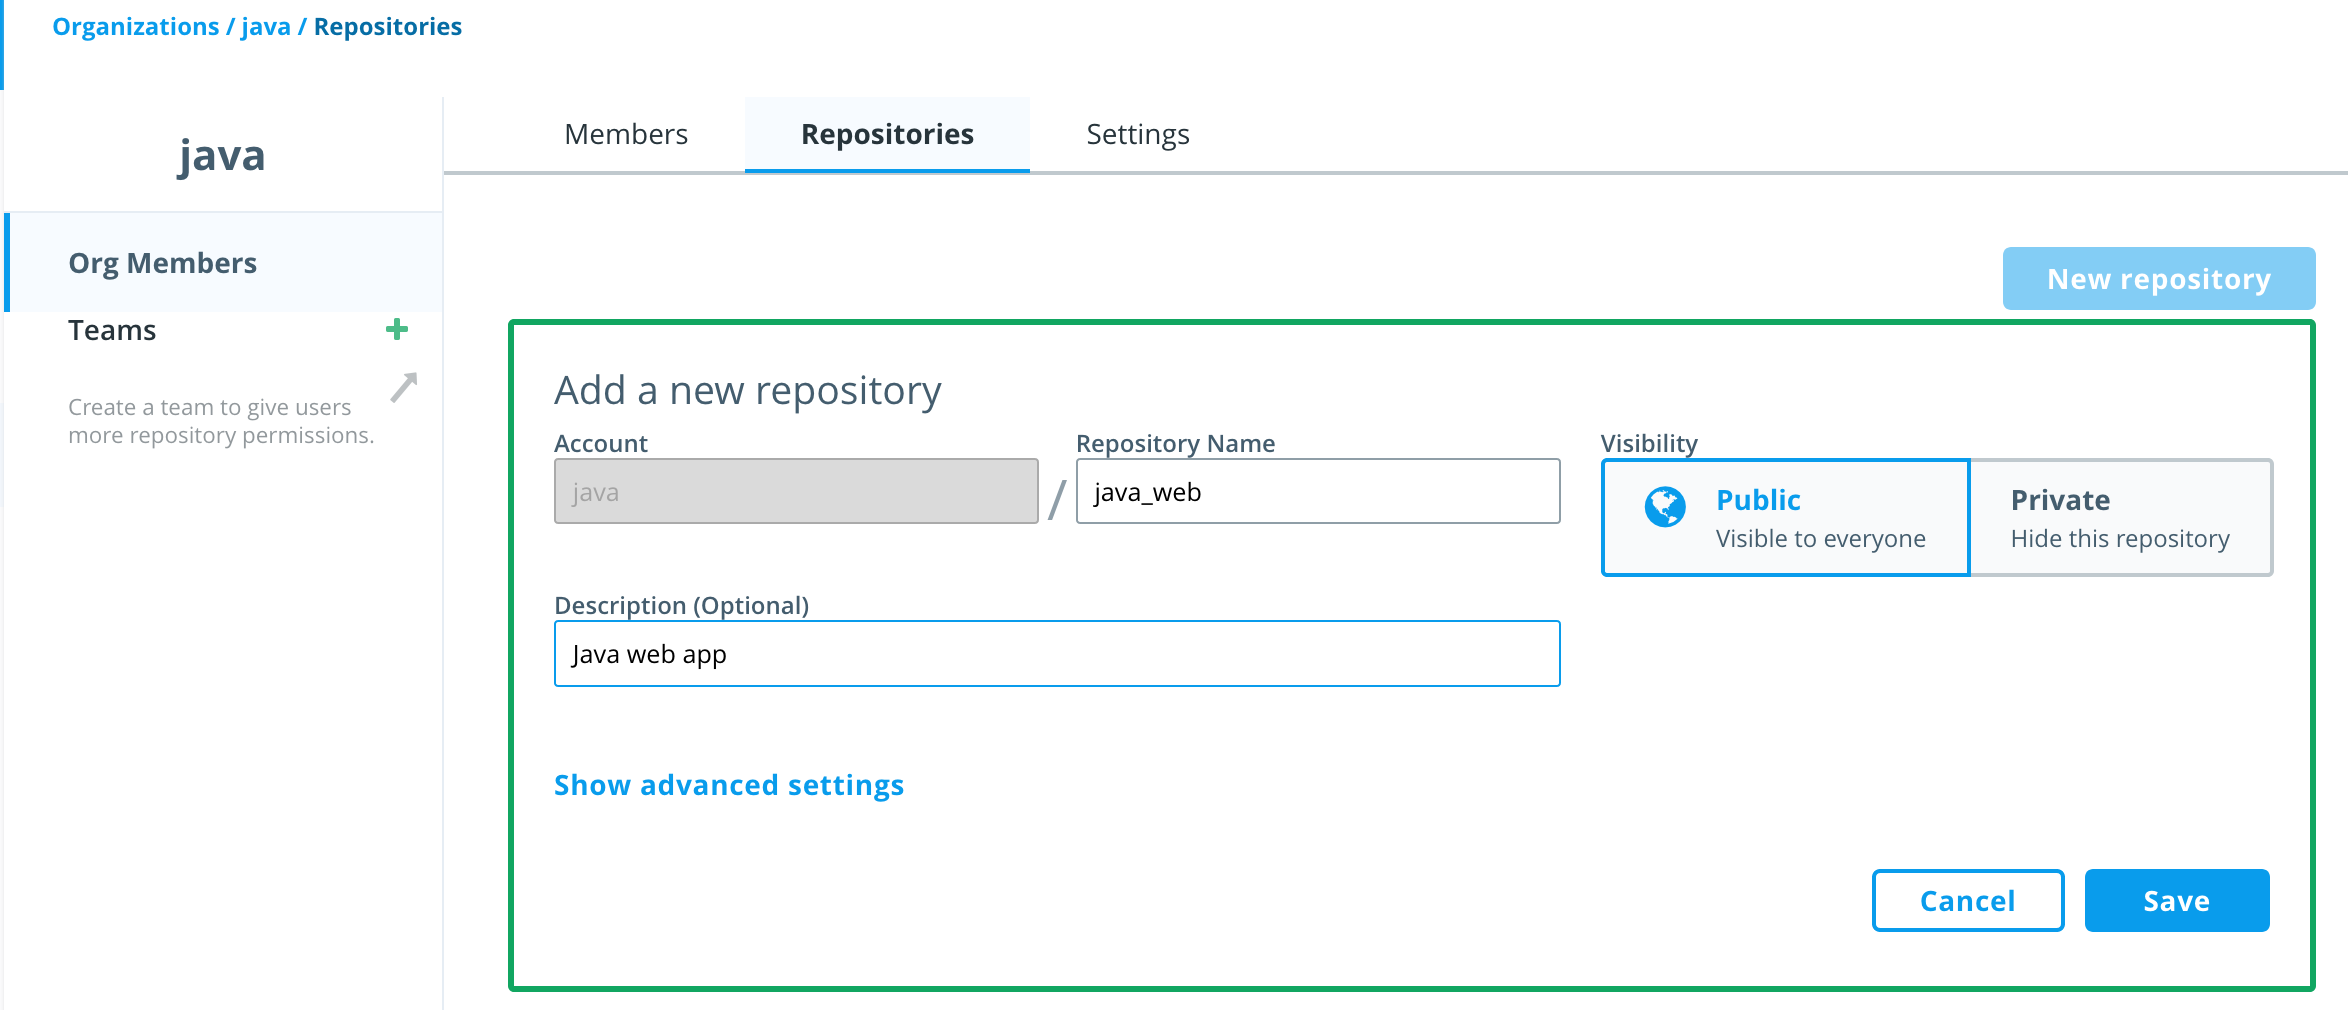 Organizations / java / Repositories
java
Org Members
Teams
Create a team to give users
more repository permissions.
Members
Repositories
Settings
New repository
Add a new repository
Account
java
/
Repository Name
java_web
Visibility
Public
Visible to everyone
Private
Hide this repository
Description (Optional)
Java web app
Show advanced settings
Cancel
Save